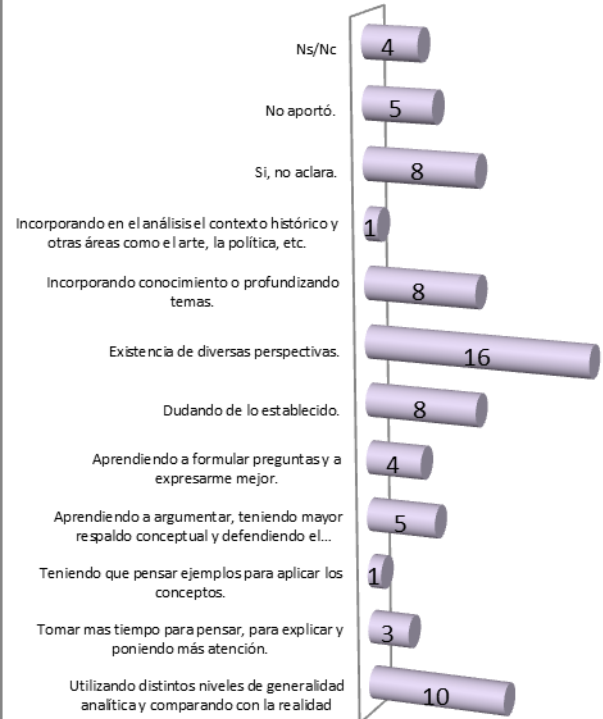 Ns/Nc
4
No aportó.
5
Si, no aclara.
8
Incorporando en el análisis el contexto histórico y
otras áreas como el arte, la política, etc.
1
Incorporando conocimiento o profundizando
temas.
8
Existencia de diversas perspectivas.
16
Dudando de lo establecido.
8
Aprendiendo a formular preguntas y a
expresarme mejor.
4
Aprendiendo a argumentar, teniendo mayor
respaldo conceptual y defendiendo el...
5
Teniendo que pensar ejemplos para aplicar los
conceptos.
1
Tomar mas tiempo para pensar, para explicar y
poniendo más atención.
3
Utilizando distintos niveles de generalidad
analítica y comparando con la realidad
10